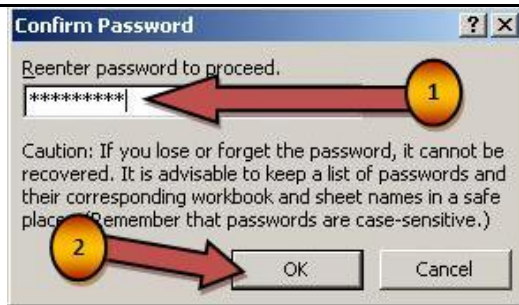 Confirm Password
? X
Reenter password to proceed.
*********
1
Caution: If you lose or forget the password, it cannot be
recovered. It is advisable to keep a list of passwords and
their corresponding workbook and sheet names in a safe
place. (Remember that passwords are case-sensitive.)
2
OK
Cancel